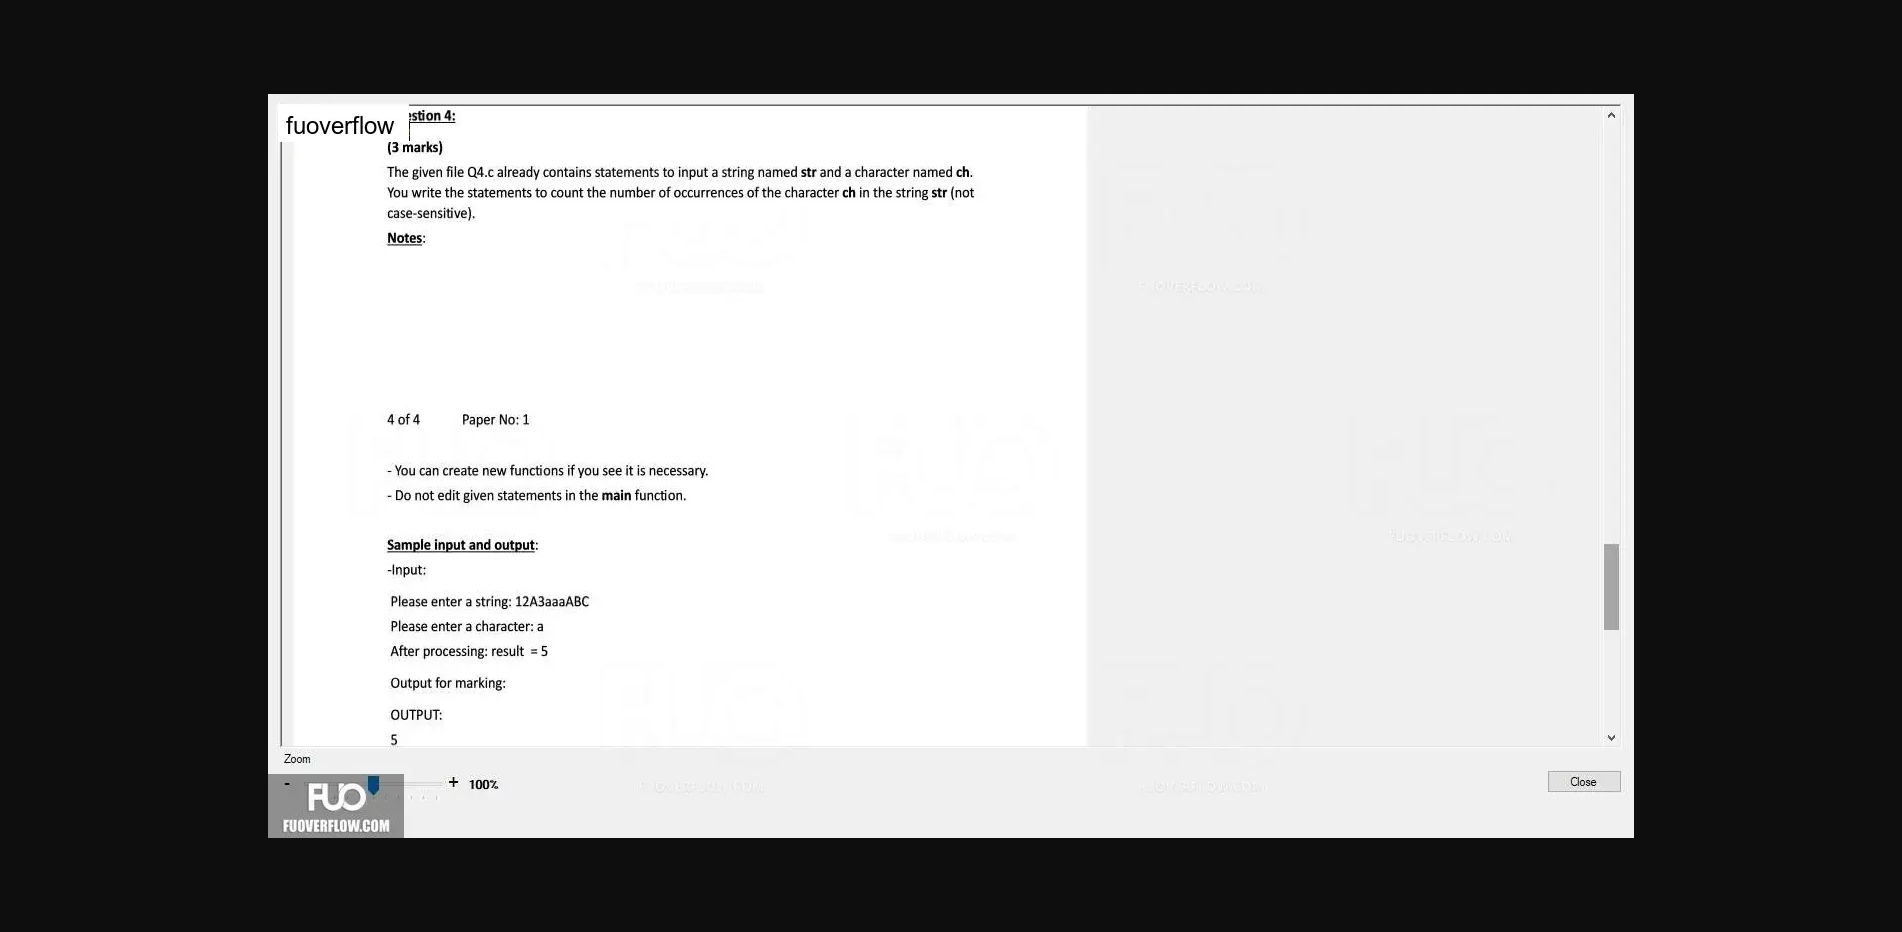 fuoverflow
estion 4:
(3 marks)
The given file Q4.c already contains statements to input a string named str and a character named ch.
You write the statements to count the number of occurrences of the character ch in the string str (not
case-sensitive).
Notes:
FUOVERFLOW.COM
4 of 4 Paper No: 1
- You can create new functions if you see it is necessary.
- Do not edit given statements in the main function.
FUOVERFLOW.COM
Sample input and output:
-Input:
Please enter a string: 12A3aaaABC
Please enter a character: a
After processing: result = 5
Output for marking:
OUTPUT:
5
Zoom
- + 100%
Close
FUO
FUOVERFLOW.COM